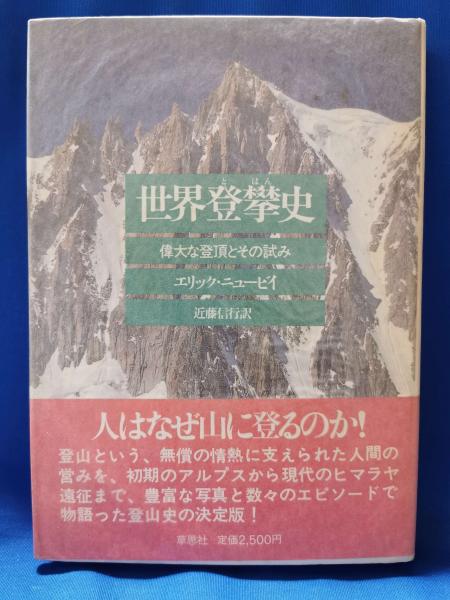 とはん
世界登攀史
偉大な登頂とその試み
エリック・ニュービイ
近藤信行訳
人はなぜ山に登るのか!
登山という、無償の情熱に支えられた人間の
営みを、初期のアルプスから現代のヒマラヤ
遠征まで、豊富な写真と数々のエピソードで
物語った登山史の決定版!
草思社 定価2,500円